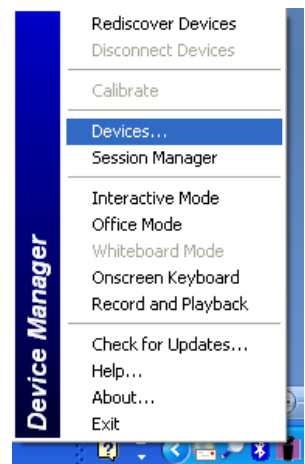 Rediscover Devices
Disconnect Devices
Calibrate
Devices...
Session Manager
Interactive Mode
Office Mode
Whiteboard Mode
Onscreen Keyboard
Record and Playback
Check for Updates...
Help...
About...
Exit
Device Manager